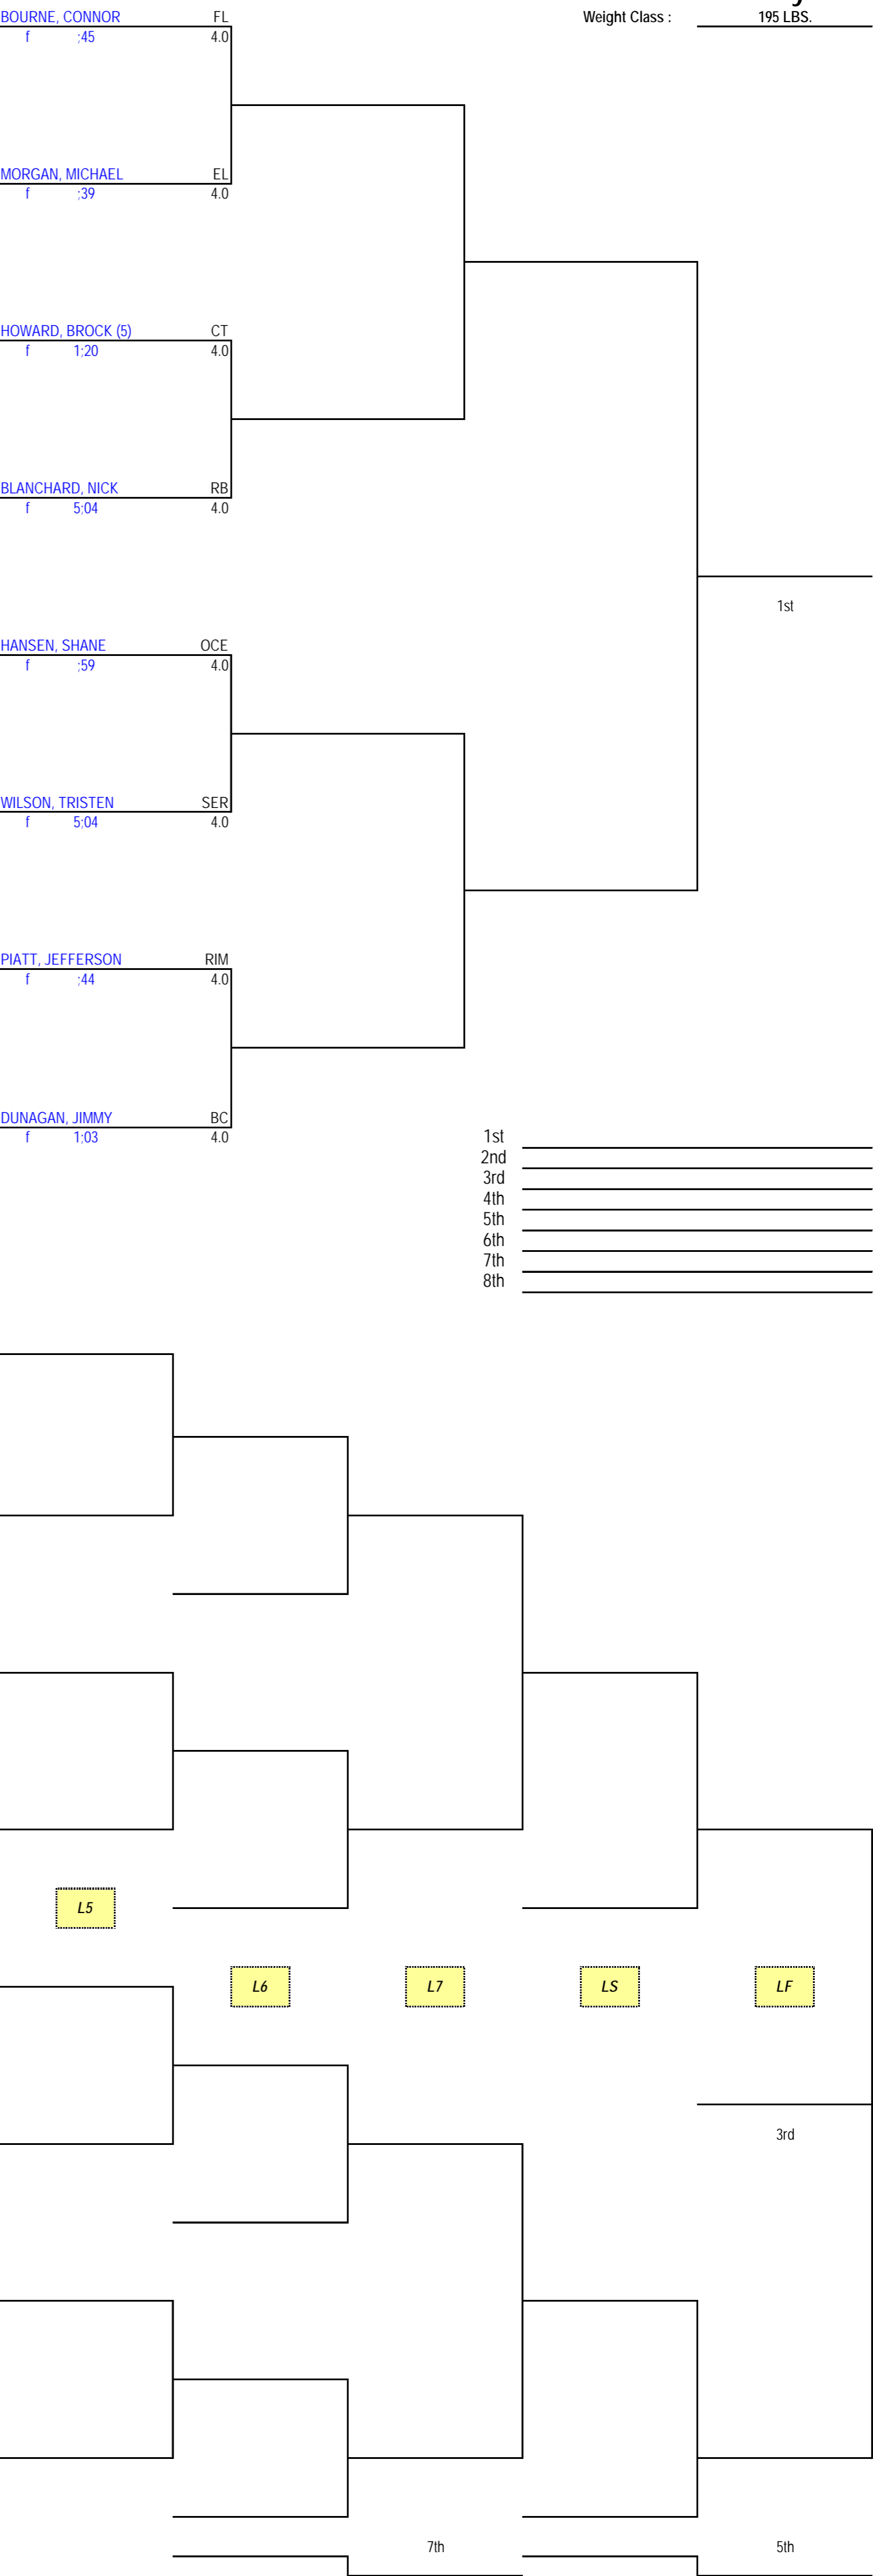 BOURNE, CONNOR FL Weight Class : 195 LBS.
f ;45 4.0
MORGAN, MICHAEL EL
f ;39 4.0
HOWARD, BROCK (5) CT
f 1;20 4.0
BLANCHARD, NICK RB
f 5;04 4.0
1st
HANSEN, SHANE OCE
f ;59 4.0
WILSON, TRISTEN SER
f 5;04 4.0
PIATT, JEFFERSON RIM
f ;44 4.0
DUNAGAN, JIMMY BC
f 1;03 4.0
1st
2nd
3rd
4th
5th
6th
7th
8th
L5
L6 L7 LS LF
3rd
7th 5th